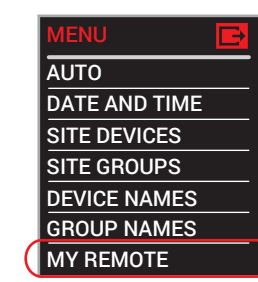 MENU
AUTO
DATE AND TIME
SITE DEVICES
SITE GROUPS
DEVICE NAMES
GROUP NAMES
MY REMOTE